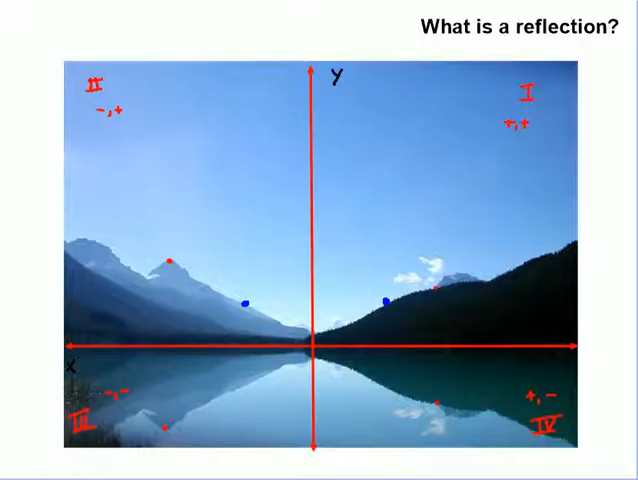 What is a reflection?
y
II
-,+
I
+,+
x
-,-
III
+,-
IV